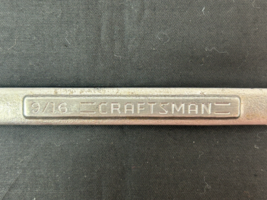 9/16 =CRAFTSMAN=